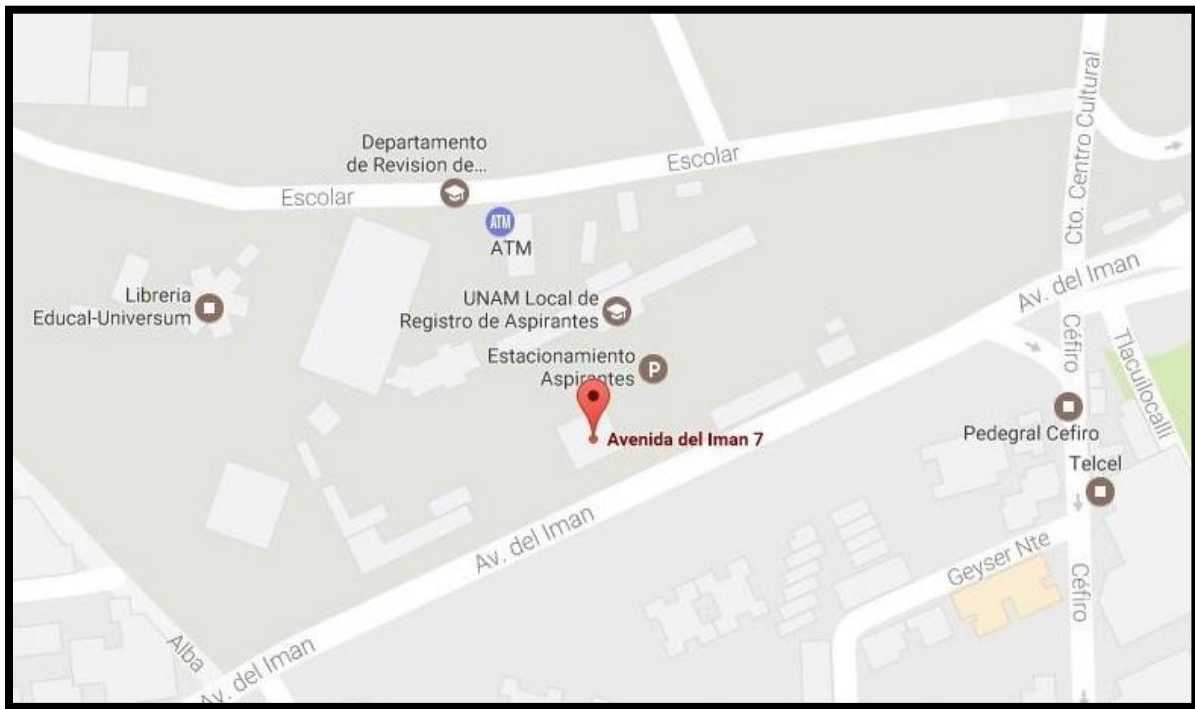 Departamento
de Revision de...
Escolar
Escolar
ATM
ATM
Cto. Centro Cultural
Libreria
Educal-Universum
UNAM Local de
Registro de Aspirantes
Av. del Iman
Estacionamiento
Aspirantes
P
Céfiro
Tlacuilocalli
Avenida del Iman 7
Pedegral Cefiro
Telcel
Av. del Iman
Geyser Nte
Céfiro
Alba
Av. del Iman